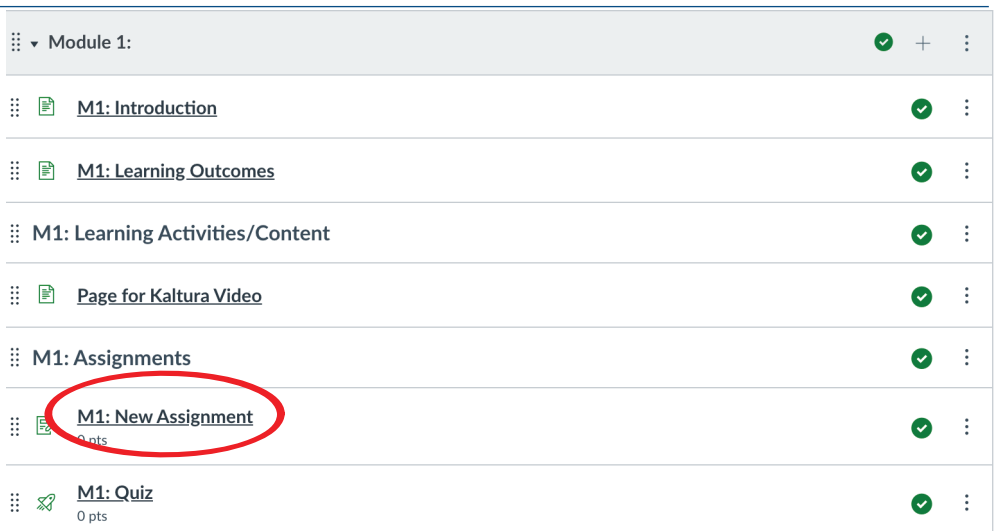 Module 1:
M1: Introduction
M1: Learning Outcomes
M1: Learning Activities/Content
Page for Kaltura Video
M1: Assignments
M1: New Assignment
0 pts
M1: Quiz
0 pts